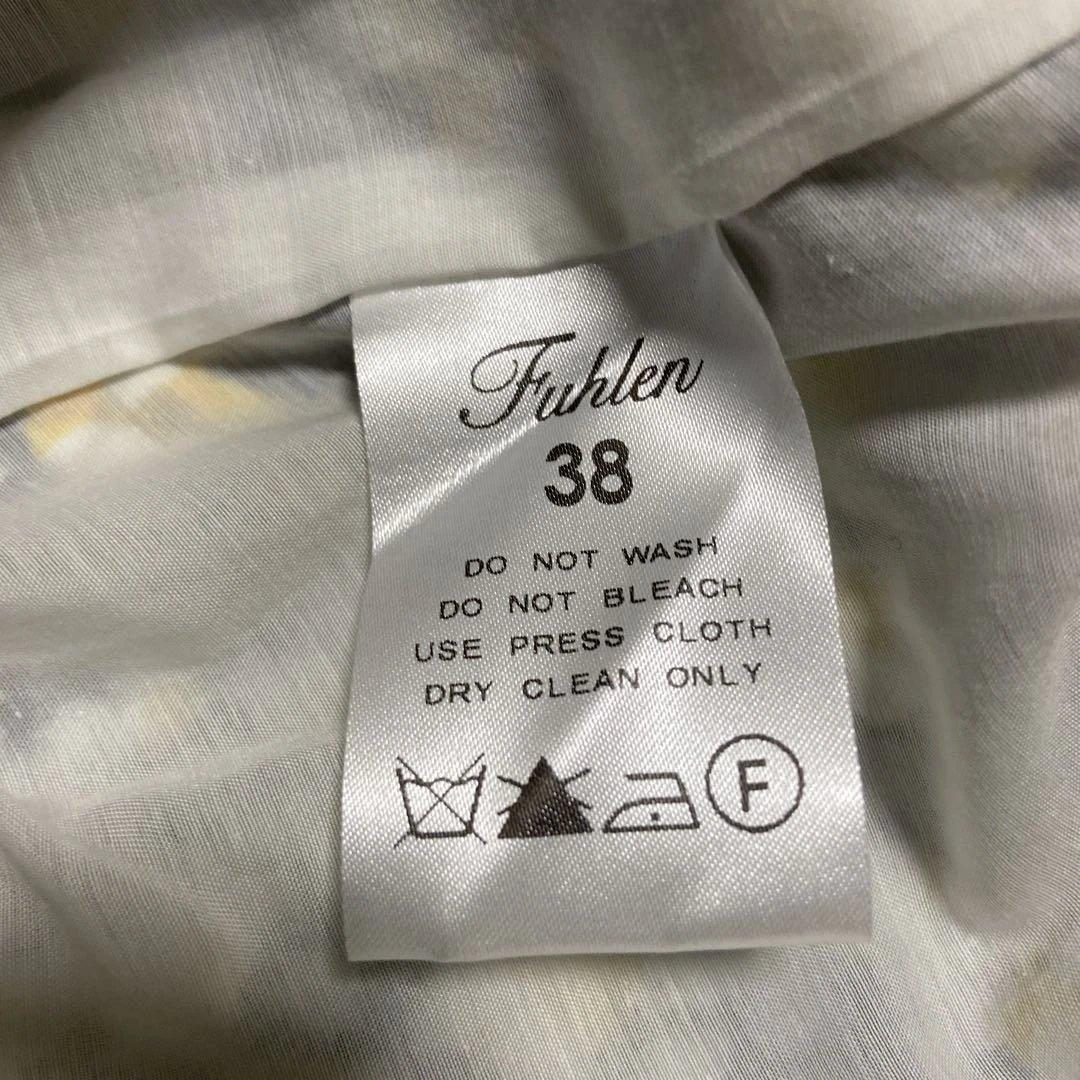 Fuhlen
38
DO NOT WASH
DO NOT BLEACH
USE PRESS CLOTH
DRY CLEAN ONLY
F